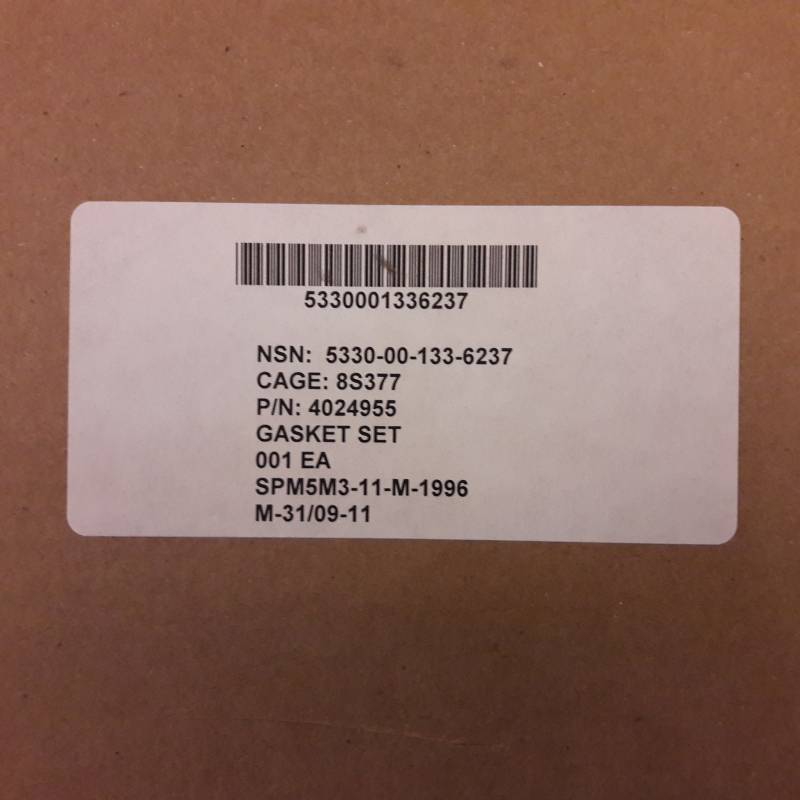 5330001336237
NSN: 5330-00-133-6237
CAGE: 8S377
P/N: 4024955
GASKET SET
001 EA
SPM5M3-11-M-1996
M-31/09-11